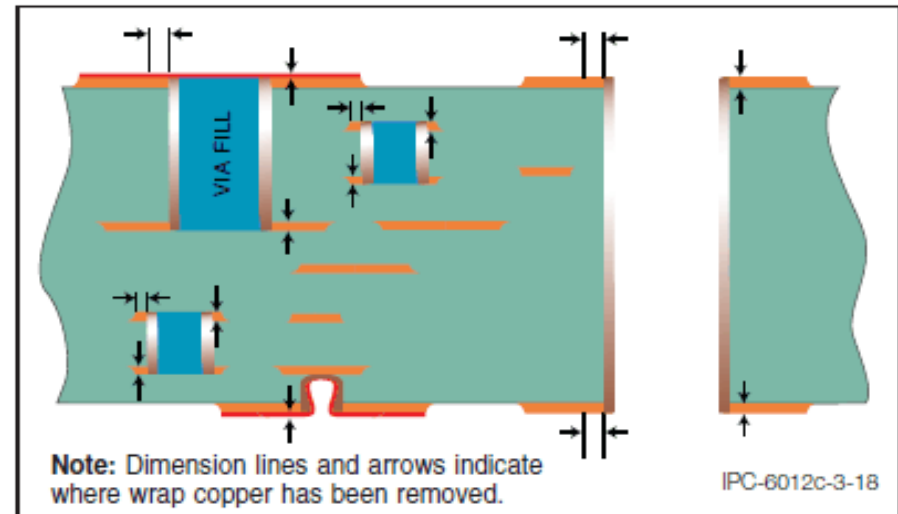 VIA FILL
Note: Dimension lines and arrows indicate
where wrap copper has been removed.
IPC-6012c-3-18